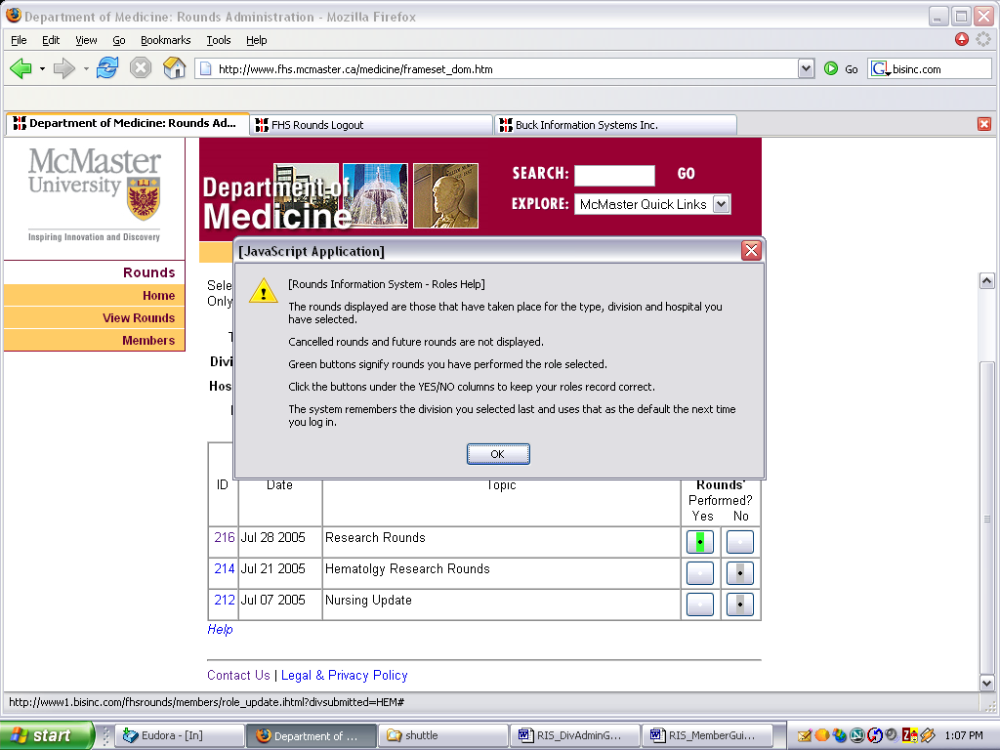 Department of Medicine: Rounds Administration - Mozilla Firefox
File Edit View Go Bookmarks Tools Help
http://www.fhs.mcmaster.ca/medicine/frameset_dom.htm Go G bisinc.com
Department of Medicine: Rounds Ad... FHS Rounds Logout Buck Information Systems Inc.
McMaster
University
Inspiring Innovation and Discovery
Department of
Medicine
SEARCH: GO
EXPLORE: McMaster Quick Links
Rounds
Home
View Rounds
Members
Sele
Only
T
Divi
Hos
[JavaScript Application]
[Rounds Information System - Roles Help]
The rounds displayed are those that have taken place for the type, division and hospital you
have selected.
Cancelled rounds and future rounds are not displayed.
Green buttons signify rounds you have performed the role selected.
Click the buttons under the YES/NO columns to keep your roles record correct.
The system remembers the division you selected last and uses that as the default the next time
you log in.
OK
ID Date Topic Rounds'
Performed?
Yes No
216 Jul 28 2005 Research Rounds
214 Jul 21 2005 Hematolgy Research Rounds
212 Jul 07 2005 Nursing Update
Help
Contact Us | Legal & Privacy Policy
http://www1.bisinc.com/fhsrounds/members/role_update.ihtml?divsubmitted=HEM#
start Eudora - [In] Department of ... shuttle RIS_DivAdminG... RIS_MemberGui... 1:07 PM